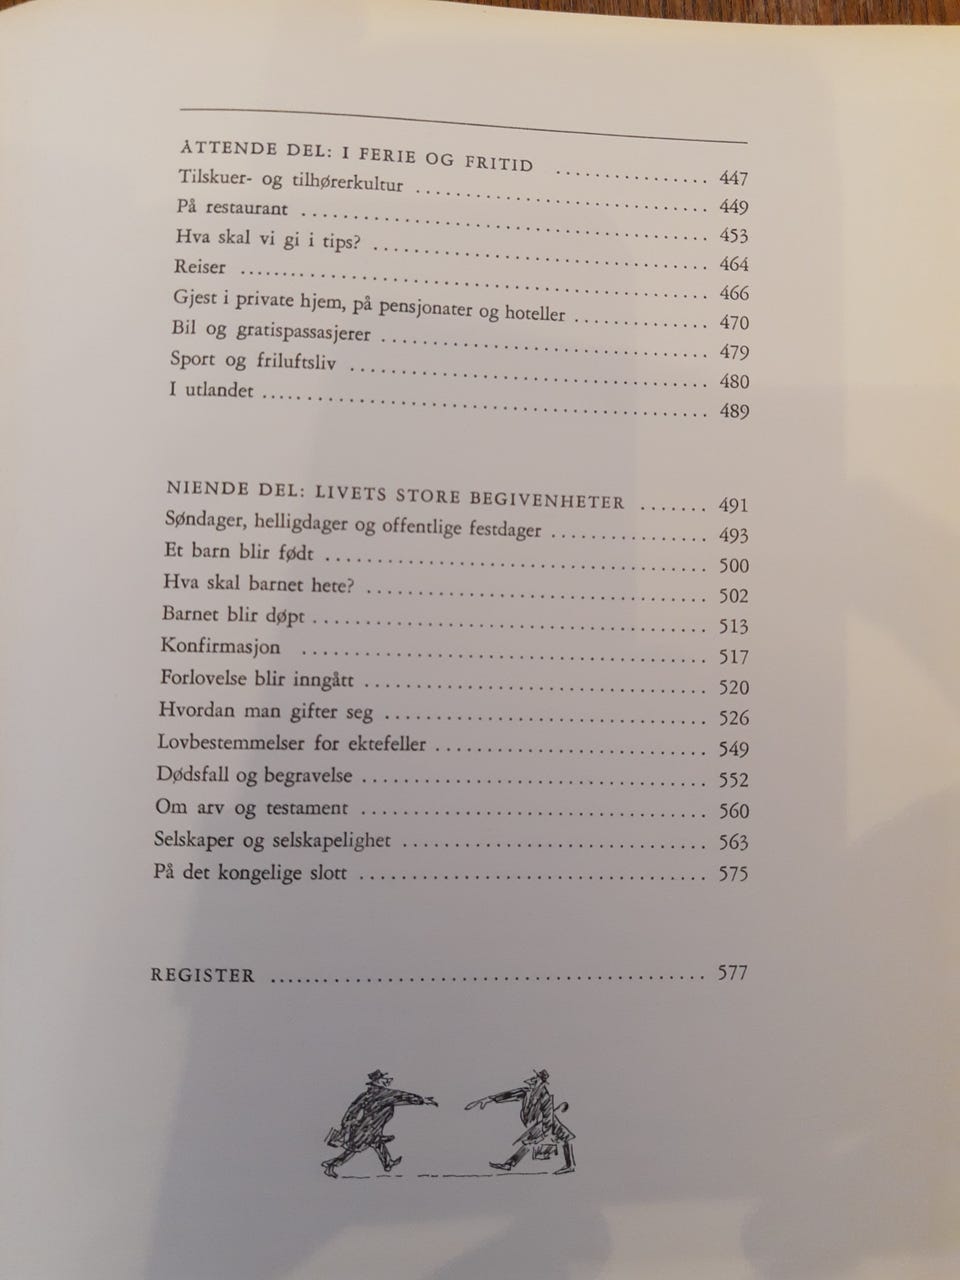 ÅTTENDE DEL: I FERIE OG FRITID ................ 447
Tilskuer- og tilhørerkultur ................ 449
På restaurant ................ 453
Hva skal vi gi i tips? ................ 464
Reiser ................ 466
Gjest i private hjem, på pensjonater og hoteller ................ 470
Bil og gratispassasjerer ................ 479
Sport og friluftsliv ................ 480
I utlandet ................ 489
NIENDE DEL: LIVETS STORE BEGIVENHETER ....... 491
Søndager, helligdager og offentlige festdager ................ 493
Et barn blir født ................ 500
Hva skal barnet hete? ................ 502
Barnet blir døpt ................ 513
Konfirmasjon ................ 517
Forlovelse blir inngått ................ 520
Hvordan man gifter seg ................ 526
Lovbestemmelser for ektefeller ................ 549
Dødsfall og begravelse ................ 552
Om arv og testament ................ 560
Selskaper og selskapelighet ................ 563
På det kongelige slott ................ 575
REGISTER ................ 577